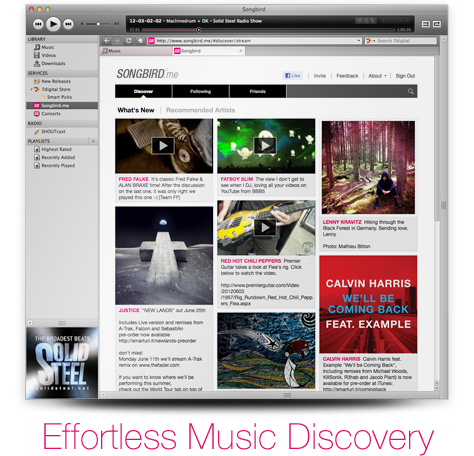 Songbird
12-03-02-02 - Machinedrum + DK - Solid Steel Radio Show
11:51
1:00:29
LIBRARY
Music
Videos
Downloads
SERVICES
New Releases
7digital Store
Smart Picks
Songbird.me
Concerts
RADIO
SHOUTcast
PLAYLISTS
Highest Rated
Recently Added
Recently Played
http://www.songbird.me/#discover/stream
Search 7digital
Music
Songbird
SONGBIRD.me
Like
Invite
Feedback
About
Sign Out
Discover
Following
Friends
What's New | Recommended Artists
FRED FALKE It's classic Fred Falke &
ALAN BRAXE time! After the discussion
on the last one, it was only right we
played this one :-) [Team FF]
FATBOY SLIM The view I don't get to
see when I DJ, loving all your videos on
YouTube from BBB5
LENNY KRAVITZ Hiking through the
Black Forest in Germany. Sending love.
Lenny
Photo: Mathieu Bitton
RED HOT CHILI PEPPERS Premier
Guitar takes a look at Flea's rig. Click
below to watch the video.
http://www.premierguitar.com/Video
/20120603
/1957/Rig_Rundown_Red_Hot_Chili_Pepp
ers_Flea.aspx
JUSTICE "NEW LANDS" out June 25th
Includes Live version and remixes from
A-Trak, Falcon and SebastiAn
pre-order now available
http://smarturl.it/newlands-preorder
don't miss!
Monday June 11th we'll stream A-Trak
remix on www.thefader.com
If you want to know where we'll be
performing this summer,
check out the World Tour tab on top of
CALVIN HARRIS
WE'LL BE
COMING BACK
FEAT. EXAMPLE
CALVIN HARRIS Calvin Harris feat.
Example "We'll Be Coming Back",
including remixes from Michael Woods,
KillSonik, R3hab and Jacob Plant) is now
available for pre-order at iTunes:
THE BROADEST BEATS
SOLID
STEEL
solidsteel.net
Effortless Music Discovery